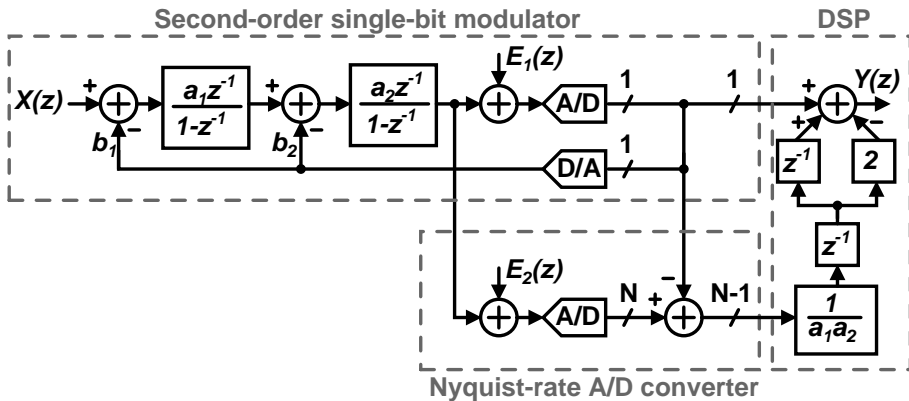 Second-order single-bit modulator
DSP
X(z)
+
+
−
b1
a1z-1
1-z-1
+
+
−
b2
a2z-1
1-z-1
E1(z)
+
A/D
1
1
D/A
1
+
+
+
−
Y(z)
z-1
2
z-1
1
a1a2
E2(z)
+
A/D
N
+
−
+
N-1
Nyquist-rate A/D converter